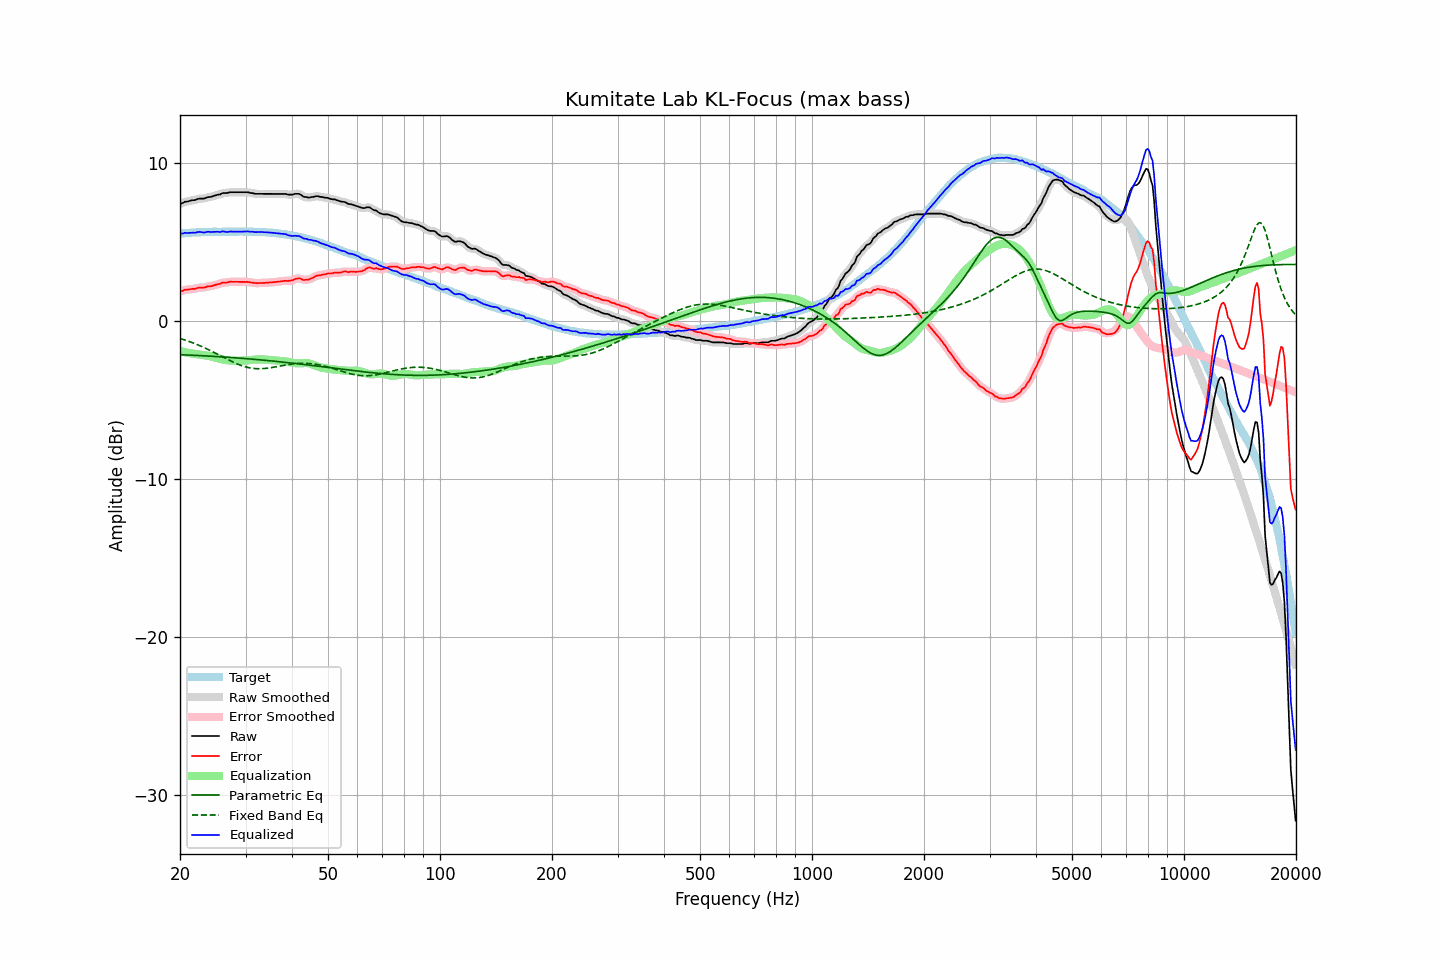 Kumitate Lab KL-Focus (max bass)
Amplitude (dBr)
10
0
−10
−20
−30
Target
Raw Smoothed
Error Smoothed
Raw
Error
Equalization
Parametric Eq
Fixed Band Eq
Equalized
20 50 100 200 500 1000 2000 5000 10000 20000
Frequency (Hz)